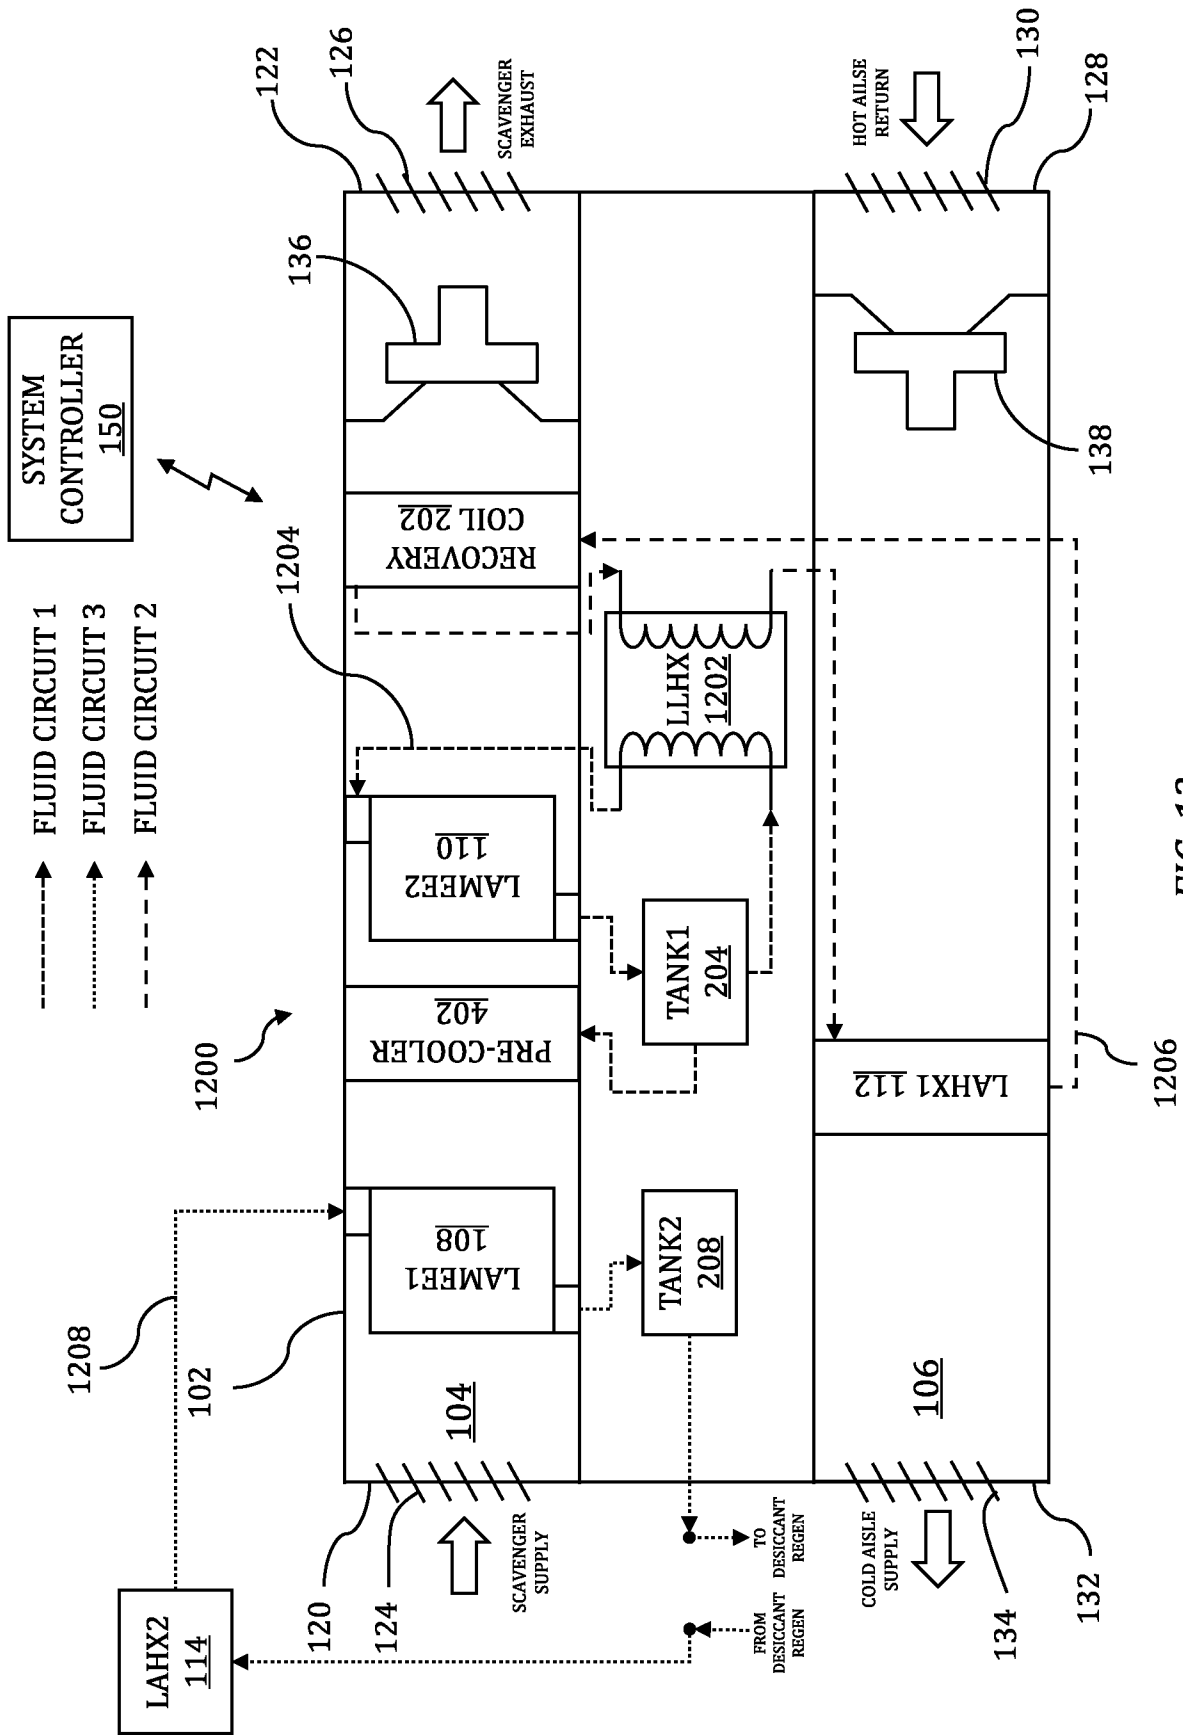 SYSTEM
CONTROLLER
150
FLUID CIRCUIT 1
FLUID CIRCUIT 3
FLUID CIRCUIT 2
LAHX2
114
1208
102
1200
1204
136
122
126
120
124
SCAVENGER
SUPPLY
104
LAMEE1
108
PRE-COOLER
402
LAMEE2
110
RECOVERY
COIL 202
SCAVENGER
EXHAUST
TANK2
208
TANK1
204
LLHX
1202
FROM
DESICCANT
REGEN
TO
DESICCANT
REGEN
COLD AISLE
SUPPLY
106
LAHX1 112
HOT AILSE
RETURN
134
132
1206
138
130
128